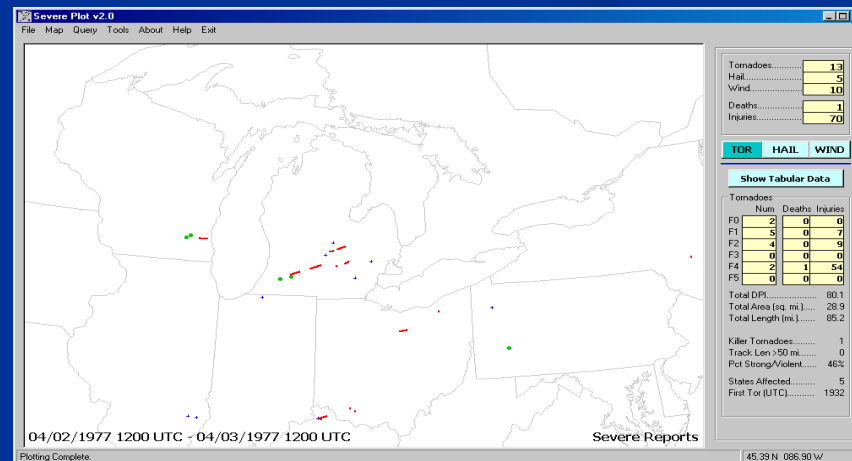 Severe Plot v2.0
File Map Query Tools About Help Exit
Tornadoes............ 13
Hail..................... 5
Wind.................... 10
Deaths................. 1
Injuries................ 70
TOR HAIL WIND
Show Tabular Data
Tornadoes
Num Deaths Injuries
F0 2 0 0
F1 5 0 7
F2 4 0 9
F3 0 0 0
F4 2 1 54
F5 0 0 0
Total DPI.................. 80.1
Total Area (sq. mi.)...... 28.9
Total Length (mi.)....... 85.2
Killer Tornadoes........ 1
Track Len >50 mi...... 0
Pct Strong/Violent... 46%
States Affected......... 5
First Tor (UTC)........ 1932
04/02/1977 1200 UTC - 04/03/1977 1200 UTC
Severe Reports
Plotting Complete.
45.39 N 086.90 W